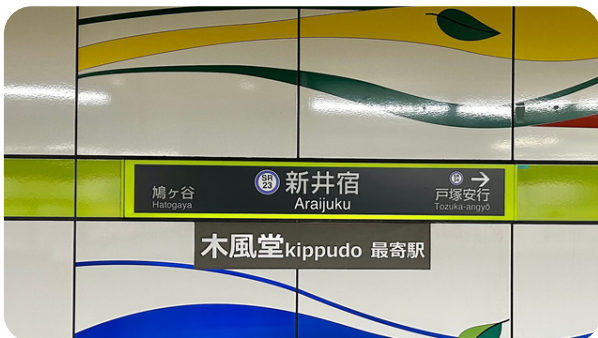 鳩ヶ谷
Hatogaya
SR
23
新井宿
Araijuku
→
戸塚安行
Tozuka-angyō
木風堂kippudo 最寄駅